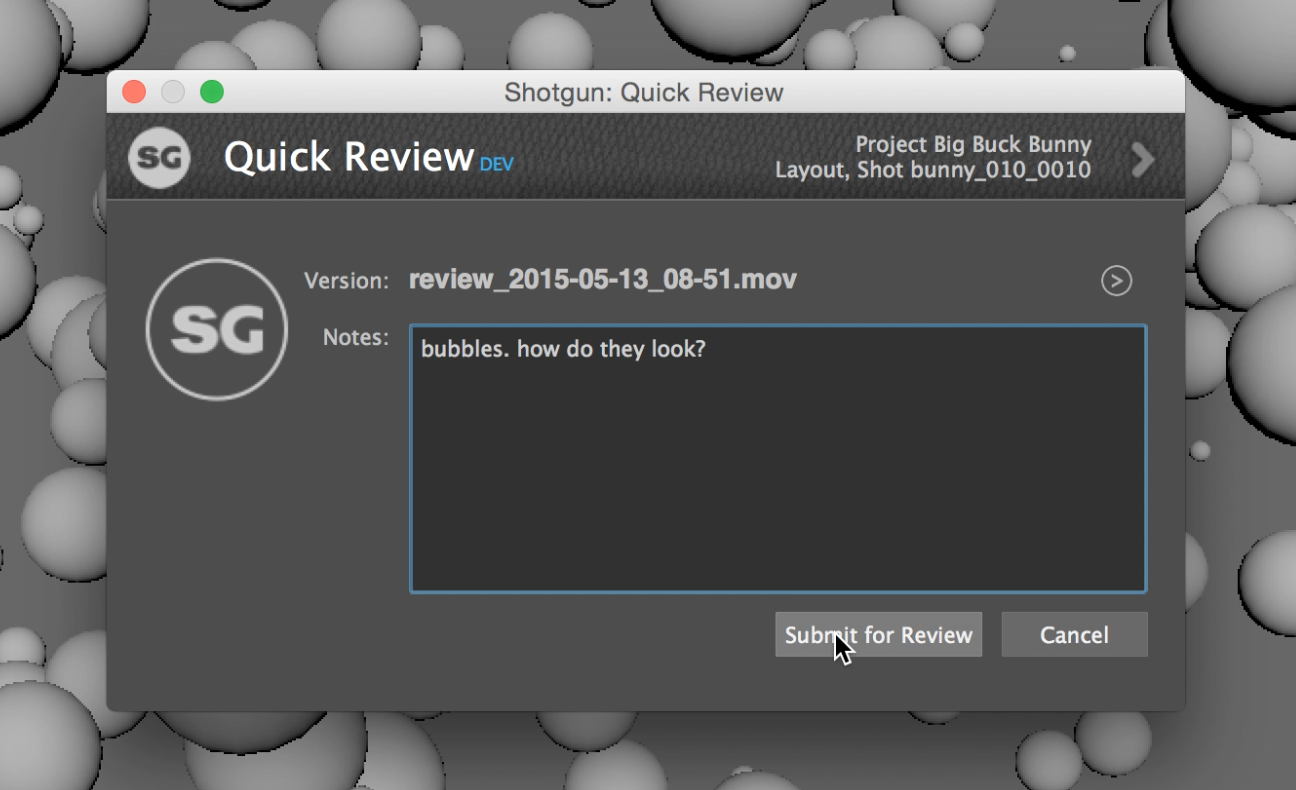 Shotgun: Quick Review
SG
Quick Review DEV
Project Big Buck Bunny
Layout, Shot bunny_010_0010
SG
Version: review_2015-05-13_08-51.mov
Notes: bubbles. how do they look?
Submit for Review
Cancel